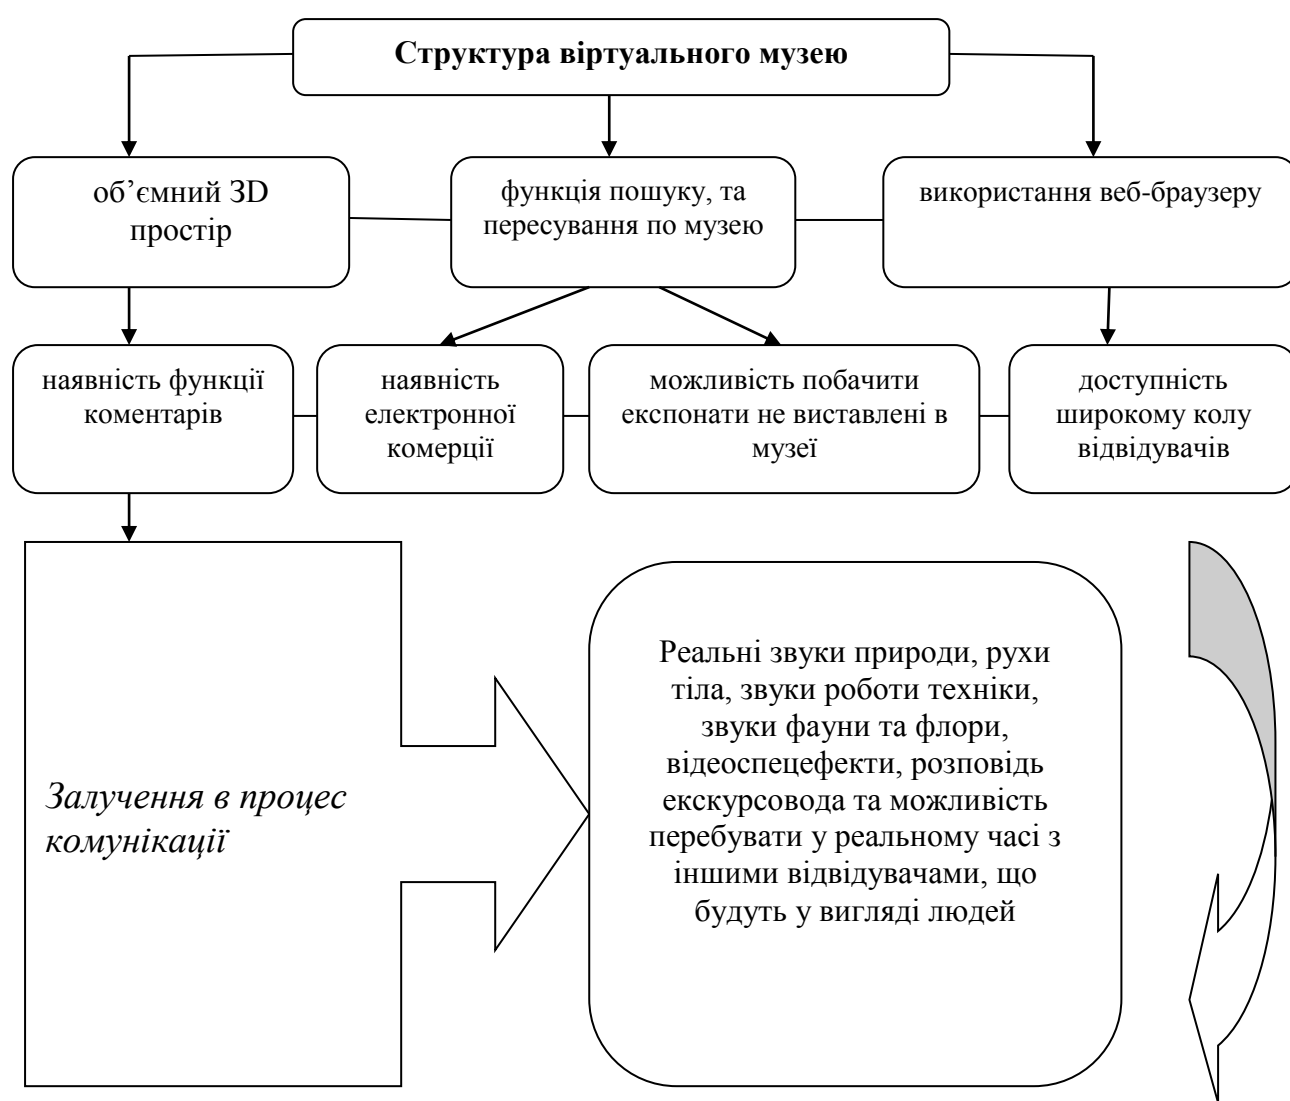 Структура віртуального музею
об’ємний 3D
простір
функція пошуку, та
пересування по музею
використання веб-браузеру
наявність функції
коментарів
наявність
електронної
комерції
можливість побачити
експонати не виставлені в
музеї
доступність
широкому колу
відвідувачів
Залучення в процес
комунікації
Реальні звуки природи, рухи
тіла, звуки роботи техніки,
звуки фауни та флори,
відеоспецефекти, розповідь
екскурсовода та можливість
перебувати у реальному часі з
іншими відвідувачами, що
будуть у вигляді людей